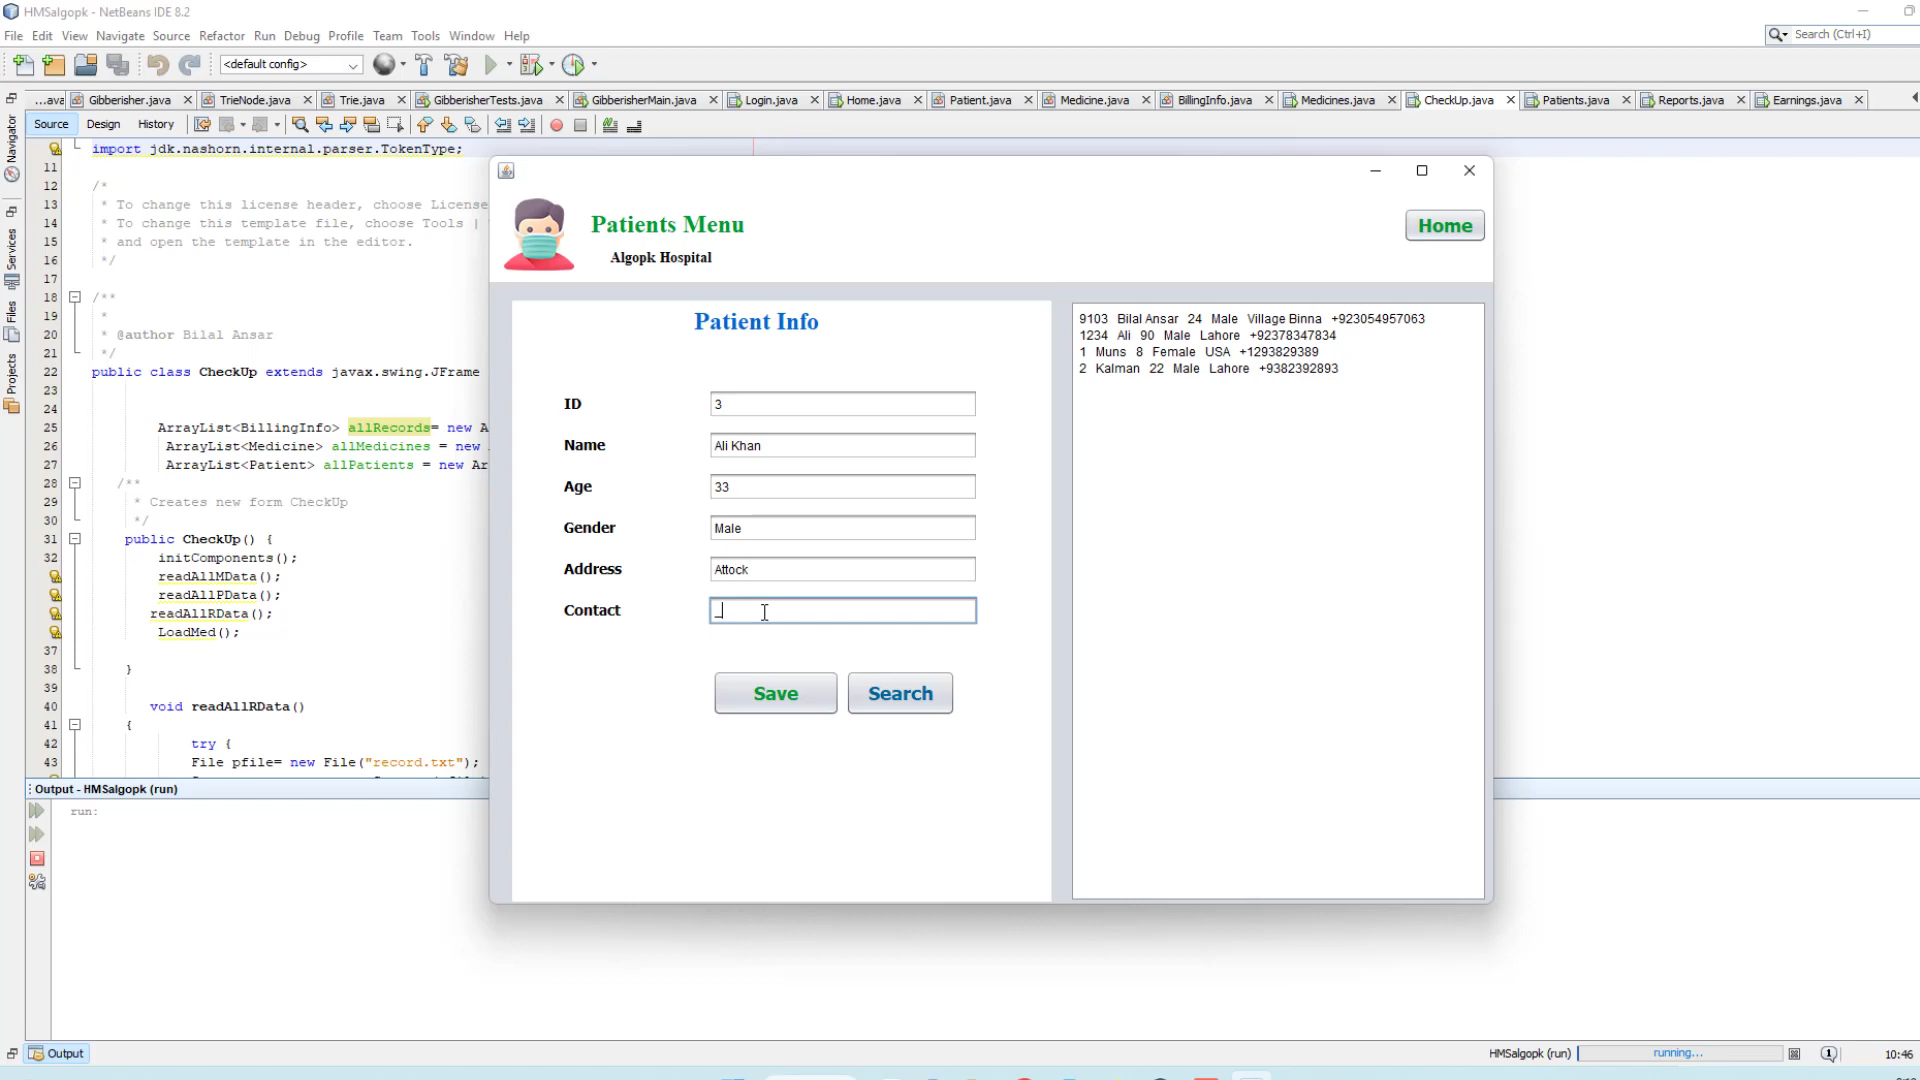 HMSalgopk - NetBeans IDE 8.2
File Edit View Navigate Source Refactor Run Debug Profile Team Tools Window Help
Search (Ctrl+I)
<default config>
...ava Gibberisher.java TrieNode.java Trie.java GibberisherTests.java GibberisherMain.java Login.java Home.java Patient.java Medicine.java BillingInfo.java Medicines.java CheckUp.java Patients.java Reports.java Earnings.java
Source Design History
Navigator
Services
Files
Projects
import jdk.nashorn.internal.parser.TokenType;
11
12 /*
13 * To change this license header, choose License
14 * To change this template file, choose Tools |
15 * and open the template in the editor.
16 */
17
18 /**
19 *
20 * @author Bilal Ansar
21 */
22 public class CheckUp extends javax.swing.JFrame
23
24
25 ArrayList<BillingInfo> allRecords= new A
26 ArrayList<Medicine> allMedicines = new
27 ArrayList<Patient> allPatients = new Ar
28 /**
29 * Creates new form CheckUp
30 */
31 public CheckUp() {
32 initComponents();
readAllMData();
readAllPData();
readAllRData();
LoadMed();
37
38 }
39
40 void readAllRData()
41 {
42 try {
43 File pfile= new File("record.txt");
Patients Menu
Algopk Hospital
Home
Patient Info
ID 3
Name Ali Khan
Age 33
Gender Male
Address Attock
Contact _
Save Search
9103 Bilal Ansar 24 Male Village Binna +923054957063
1234 Ali 90 Male Lahore +92378347834
1 Muns 8 Female USA +1293829389
2 Kalman 22 Male Lahore +9382392893
Output - HMSalgopk (run)
run:
Output
HMSalgopk (run) running... 1 10:46